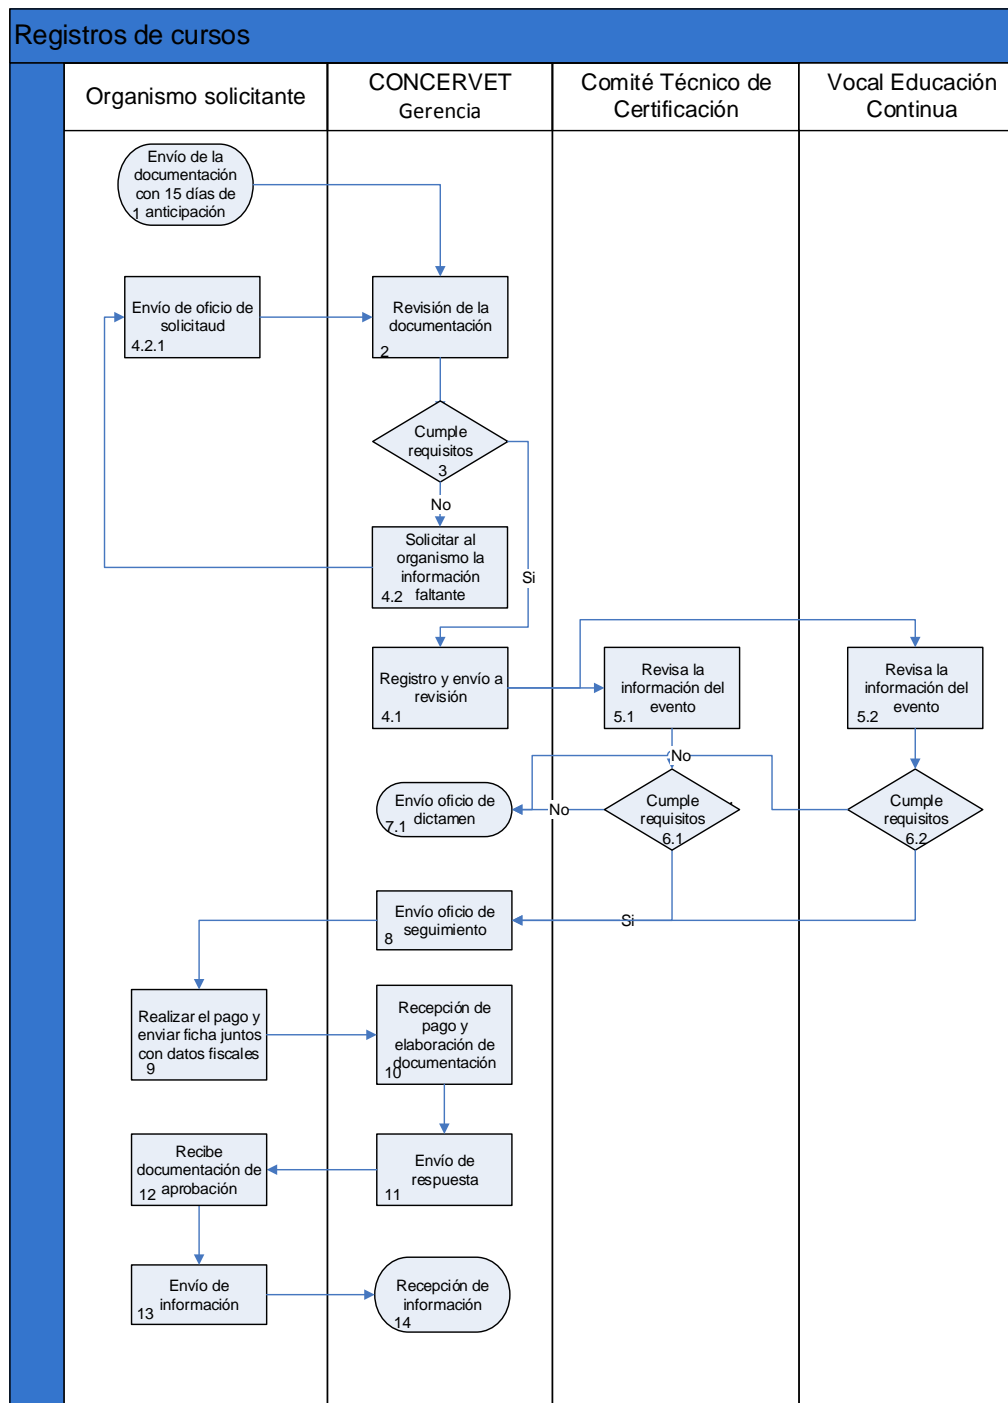 Registros de cursos
Organismo solicitante
CONCERVET
Gerencia
Comité Técnico de
Certificación
Vocal Educación
Continua
Envío de la
documentación
con 15 días de
anticipación
1
Envío de oficio de
solicitaud
4.2.1
Revisión de la
documentación
2
Cumple
requisitos
3
No
Solicitar al
organismo la
información
faltante
4.2
Si
Registro y envío a
revisión
4.1
Revisa la
información del
evento
5.1
Revisa la
información del
evento
5.2
No
Envío oficio de
dictamen
7.1
No
Cumple
requisitos
6.1
Cumple
requisitos
6.2
Envío oficio de
seguimiento
8
Si
Realizar el pago y
enviar ficha juntos
con datos fiscales
9
Recepción de
pago y
elaboración de
documentación
10
Recibe
documentación de
aprobación
12
Envío de
respuesta
11
Envío de
información
13
Recepción de
información
14